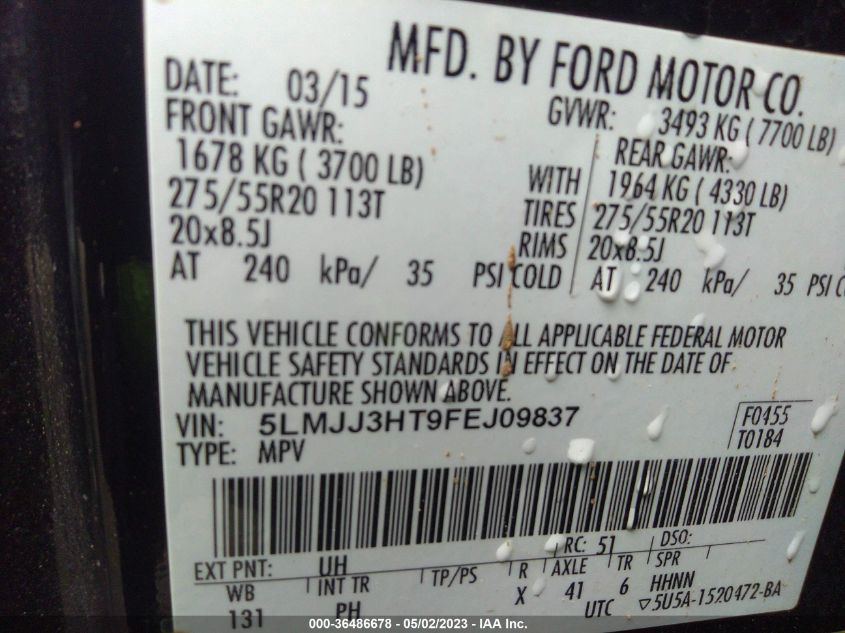 MFD. BY FORD MOTOR CO.
DATE: 03/15 GVWR: 3493 KG ( 7700 LB)
FRONT GAWR: REAR GAWR:
1678 KG ( 3700 LB) WITH 1964 KG ( 4330 LB)
275/55R20 113T TIRES 275/55R20 113T
20x8.5J RIMS 20x8.5J
AT 240 kPa/ 35 PSI COLD AT 240 kPa/ 35 PSI
THIS VEHICLE CONFORMS TO ALL APPLICABLE FEDERAL MOTOR
VEHICLE SAFETY STANDARDS IN EFFECT ON THE DATE OF
MANUFACTURE SHOWN ABOVE.
VIN: 5LMJJ3HT9FEJ09837 F0455
TYPE: MPV T0184
EXT PNT: UH RC: 51 DSO:
WB INT TR TP/PS R AXLE TR SPR
131 PH X 41 6 HHNN
UTC ▽5U5A-1520472-BA
000-36486678 - 05/02/2023 - IAA Inc.